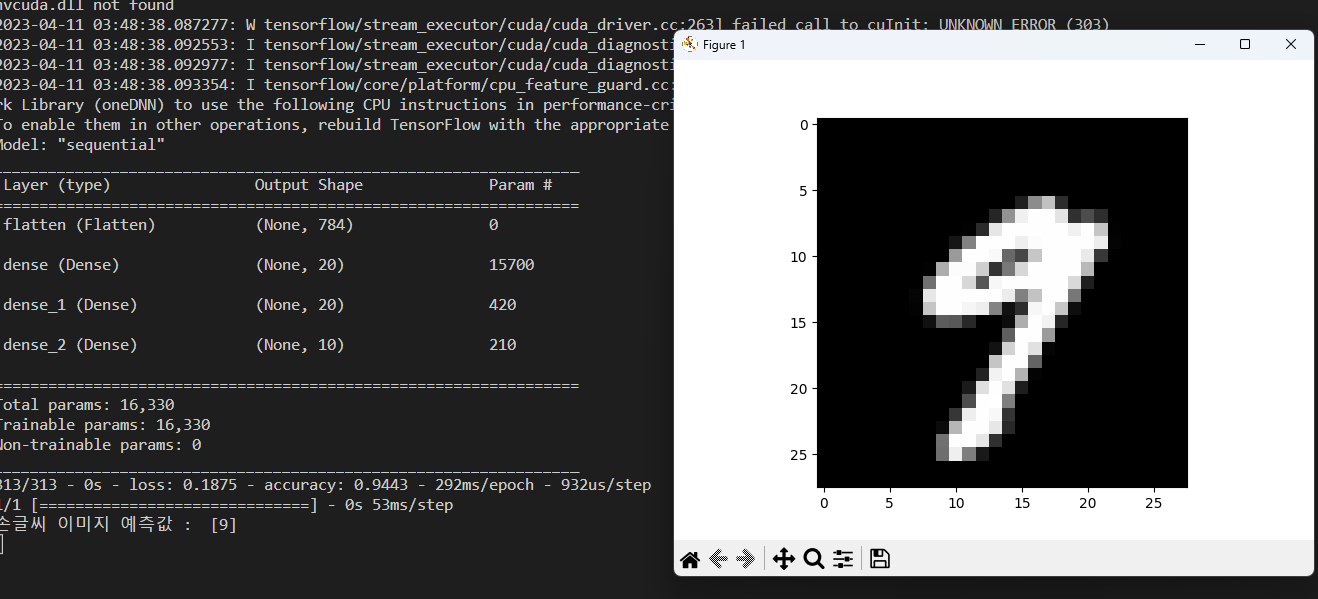 nvcuda.dll not found
2023-04-11 03:48:38.087277: W tensorflow/stream_executor/cuda/cuda_driver.cc:263] failed call to cuInit: UNKNOWN ERROR (303)
2023-04-11 03:48:38.092553: I tensorflow/stream_executor/cuda/cuda_diagnosti
2023-04-11 03:48:38.092977: I tensorflow/stream_executor/cuda/cuda_diagnosti
2023-04-11 03:48:38.093354: I tensorflow/core/platform/cpu_feature_guard.cc:
rk Library (oneDNN) to use the following CPU instructions in performance-cri
To enable them in other operations, rebuild TensorFlow with the appropriate
Model: "sequential"
Layer (type) Output Shape Param #
flatten (Flatten) (None, 784) 0
dense (Dense) (None, 20) 15700
dense_1 (Dense) (None, 20) 420
dense_2 (Dense) (None, 10) 210
Total params: 16,330
Trainable params: 16,330
Non-trainable params: 0
313/313 - 0s - loss: 0.1875 - accuracy: 0.9443 - 292ms/epoch - 932us/step
1/1 [==============================] - 0s 53ms/step
손글씨 이미지 예측값 : [9]
Figure 1
0
5
10
15
20
25
0 5 10 15 20 25
9